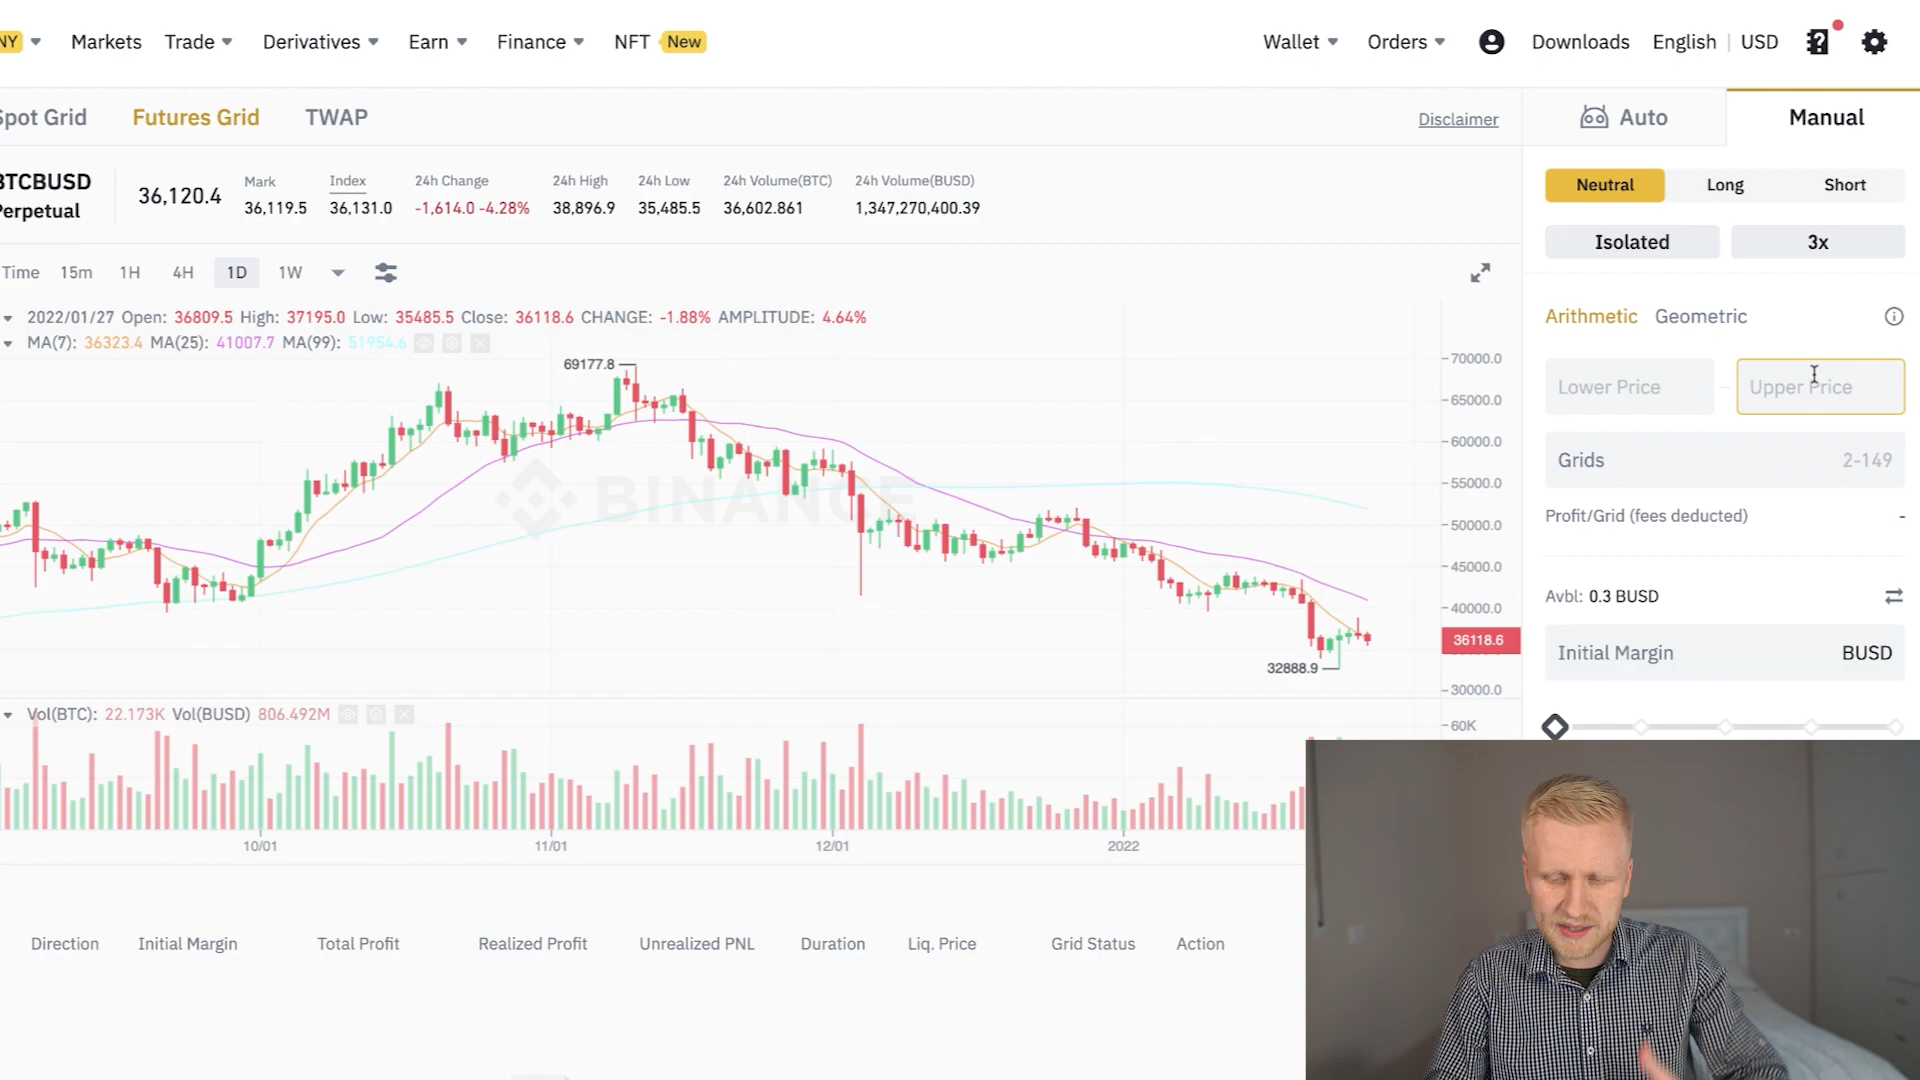 NY Markets Trade Derivatives Earn Finance NFT New Wallet Orders Downloads English USD
Spot Grid Futures Grid TWAP Disclaimer Auto Manual
BTCBUSD Perpetual 36,120.4
Mark Index 24h Change 24h High 24h Low 24h Volume(BTC) 24h Volume(BUSD)
36,119.5 36,131.0 -1,614.0 -4.28% 38,896.9 35,485.5 36,602.861 1,347,270,400.39
Neutral Long Short
Isolated 3x
Time 15m 1H 4H 1D 1W
2022/01/27 Open: 36809.5 High: 37195.0 Low: 35485.5 Close: 36118.6 CHANGE: -1.88% AMPLITUDE: 4.64%
MA(7): 36323.4 MA(25): 41007.7 MA(99): 51954.6
Arithmetic Geometric
Lower Price - Upper Price
Grids 2-149
Profit/Grid (fees deducted) -
Avbl: 0.3 BUSD
Initial Margin BUSD
69177.8
BINANCE
32888.9
70000.0
65000.0
60000.0
55000.0
50000.0
45000.0
40000.0
36118.6
30000.0
Vol(BTC): 22.173K Vol(BUSD) 806.492M
60K
10/01 11/01 12/01 2022
Direction Initial Margin Total Profit Realized Profit Unrealized PNL Duration Liq. Price Grid Status Action